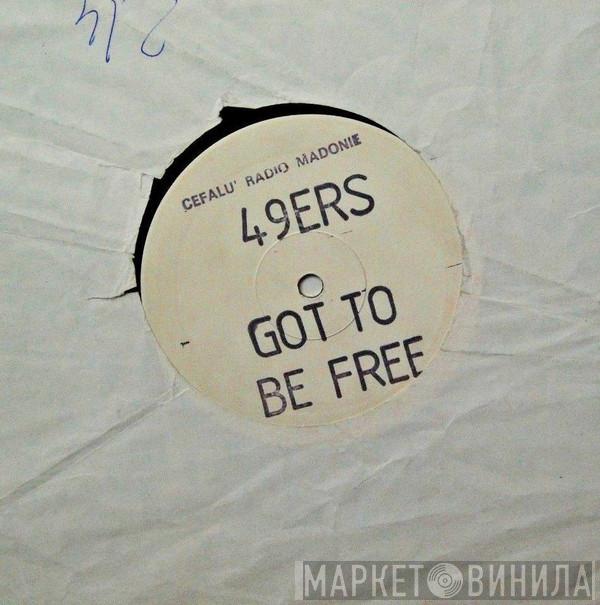 CEFALU' RADIO MADONIE
49ERS
GOT TO
BE FREE
МАРКЕТ ВИНИЛА